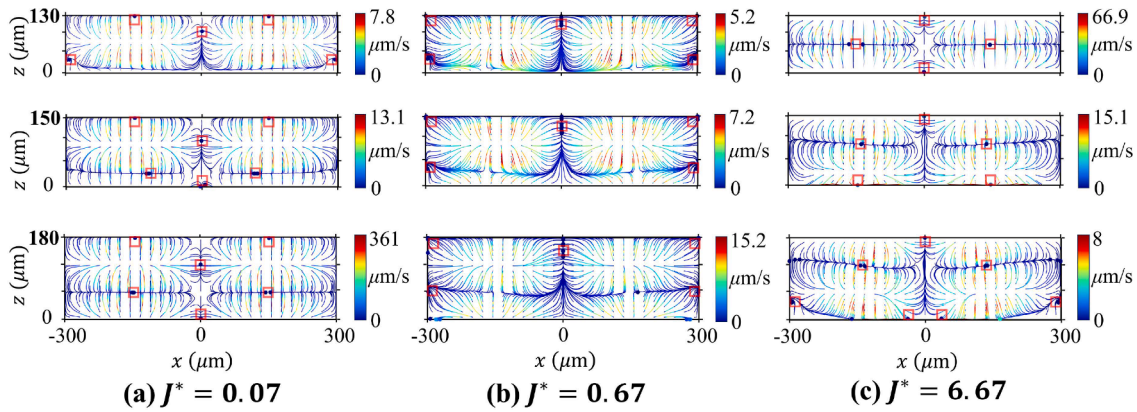 z (μm) 130 0 7.8 μm/s 0 5.2 μm/s 0 66.9 μm/s 0
-300 0 300
z (μm) 150 0 13.1 μm/s 0 7.2 μm/s 0 15.1 μm/s 0
z (μm) 180 0 361 μm/s 0 15.2 μm/s 0 8 μm/s 0
-300 0 300 -300 0 300 -300 0 300
x (μm) x (μm) x (μm)
(a) J* = 0.07 (b) J* = 0.67 (c) J* = 6.67